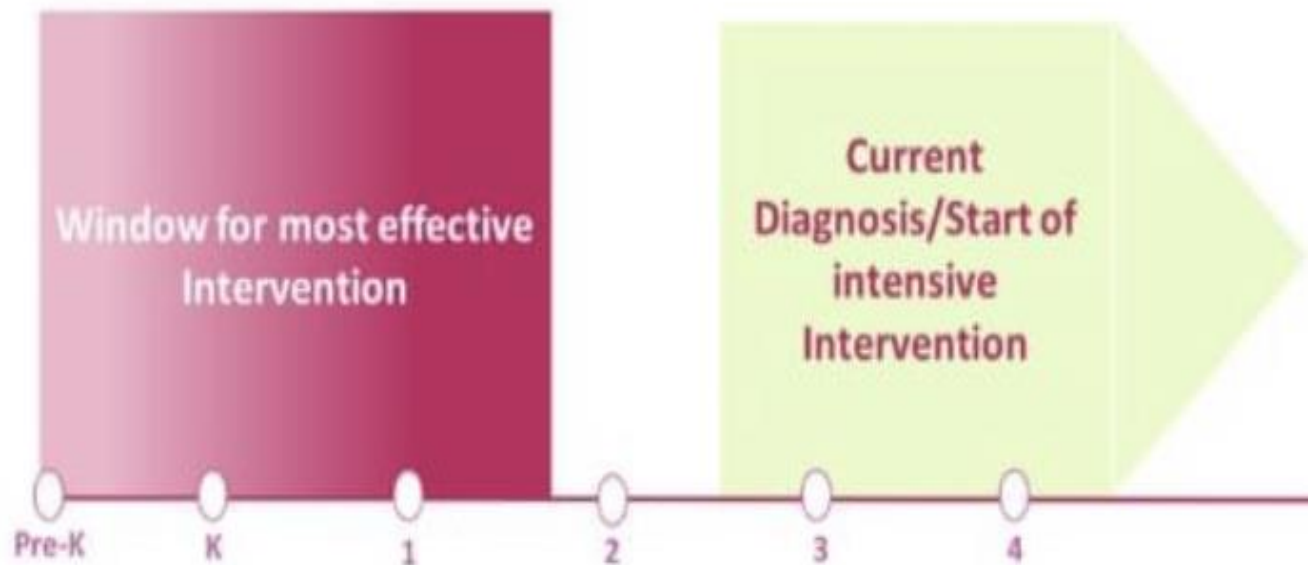 Window for most effective
Intervention
Current
Diagnosis/Start of
intensive
Intervention
Pre-K K 1 2 3 4